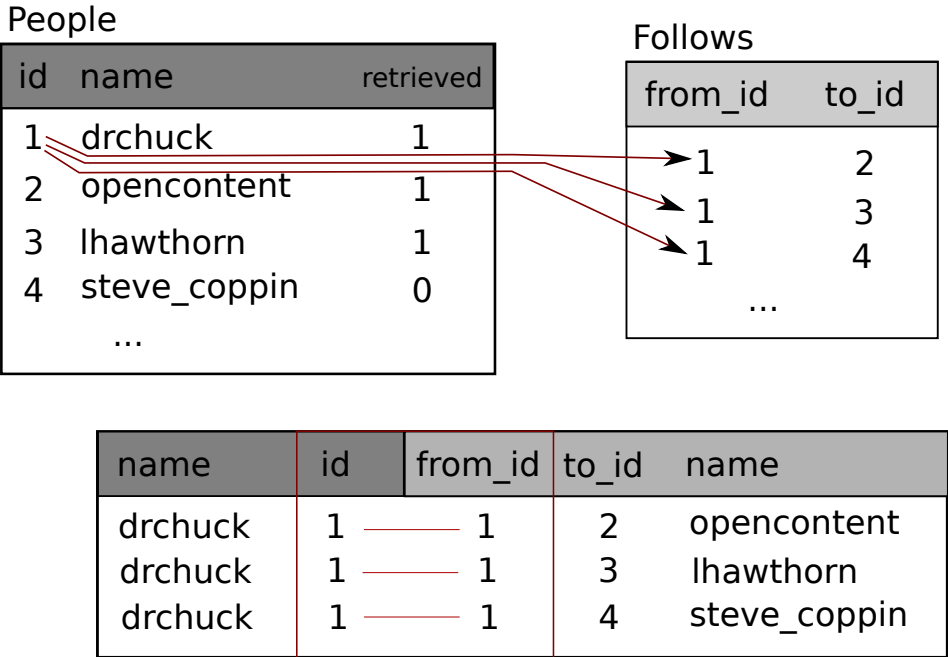 People
id name retrieved
1 drchuck 1
2 opencontent 1
3 lhawthorn 1
4 steve_coppin 0
...
Follows
from_id to_id
1 2
1 3
1 4
...
name id from_id to_id name
drchuck 1 1 2 opencontent
drchuck 1 1 3 lhawthorn
drchuck 1 1 4 steve_coppin